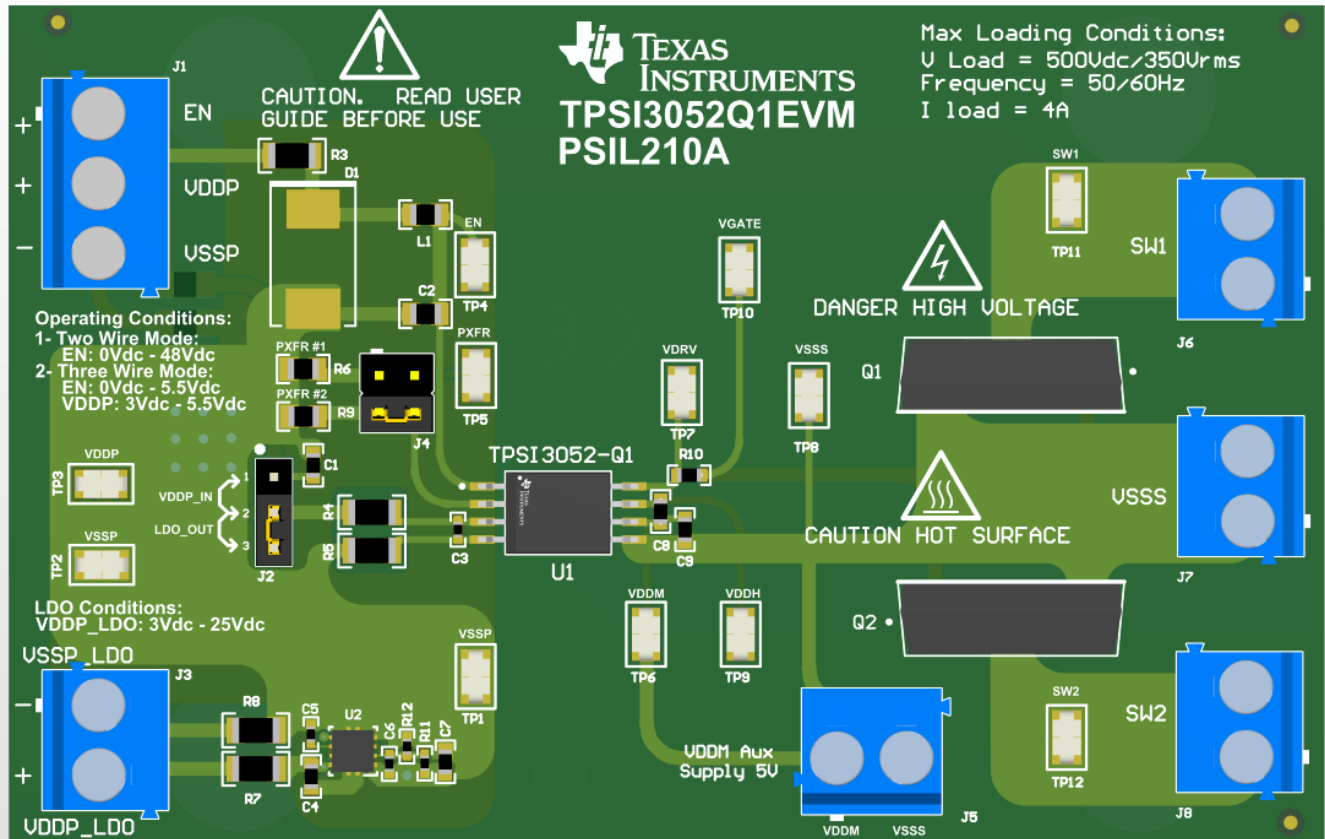 J1
EN
+
VDDP
+
VSSP
−
CAUTION. READ USER
GUIDE BEFORE USE
TEXAS
INSTRUMENTS
TPSI3052Q1EVM
PSIL210A
Max Loading Conditions:
V Load = 500Vdc/350Vrms
Frequency = 50/60Hz
I load = 4A
R3
D1
L1
C2
EN
TP4
PXFR
TP5
VGATE
TP10
SW1
TP11
SW1
J6
DANGER HIGH VOLTAGE
Operating Conditions:
1- Two Wire Mode:
EN: 0Vdc - 48Vdc
2- Three Wire Mode:
EN: 0Vdc - 5.5Vdc
VDDP: 3Vdc - 5.5Vdc
PXFR #1
R6
PXFR #2
R9
J4
VDRV
TP7
VSSS
TP8
Q1
VDDP
TP3
VSSP
TP2
VDDP_IN
LDO_OUT
1
2
3
J2
C1
R4
R5
C3
TPSI3052-Q1
TEXAS
INSTRUMENTS
U1
R10
C8
C9
CAUTION HOT SURFACE
VSSS
J7
LDO Conditions:
VDDP_LDO: 3Vdc - 25Vdc
VSSP_LDO
J3
−
+
VDDP_LDO
R8
R7
C5
C4
U2
C6
R12
R11
C7
VSSP
TP1
VDDM
TP6
VDDH
TP9
Q2
VDDM Aux
Supply 5V
VDDM
VSSS
J5
SW2
TP12
SW2
J8